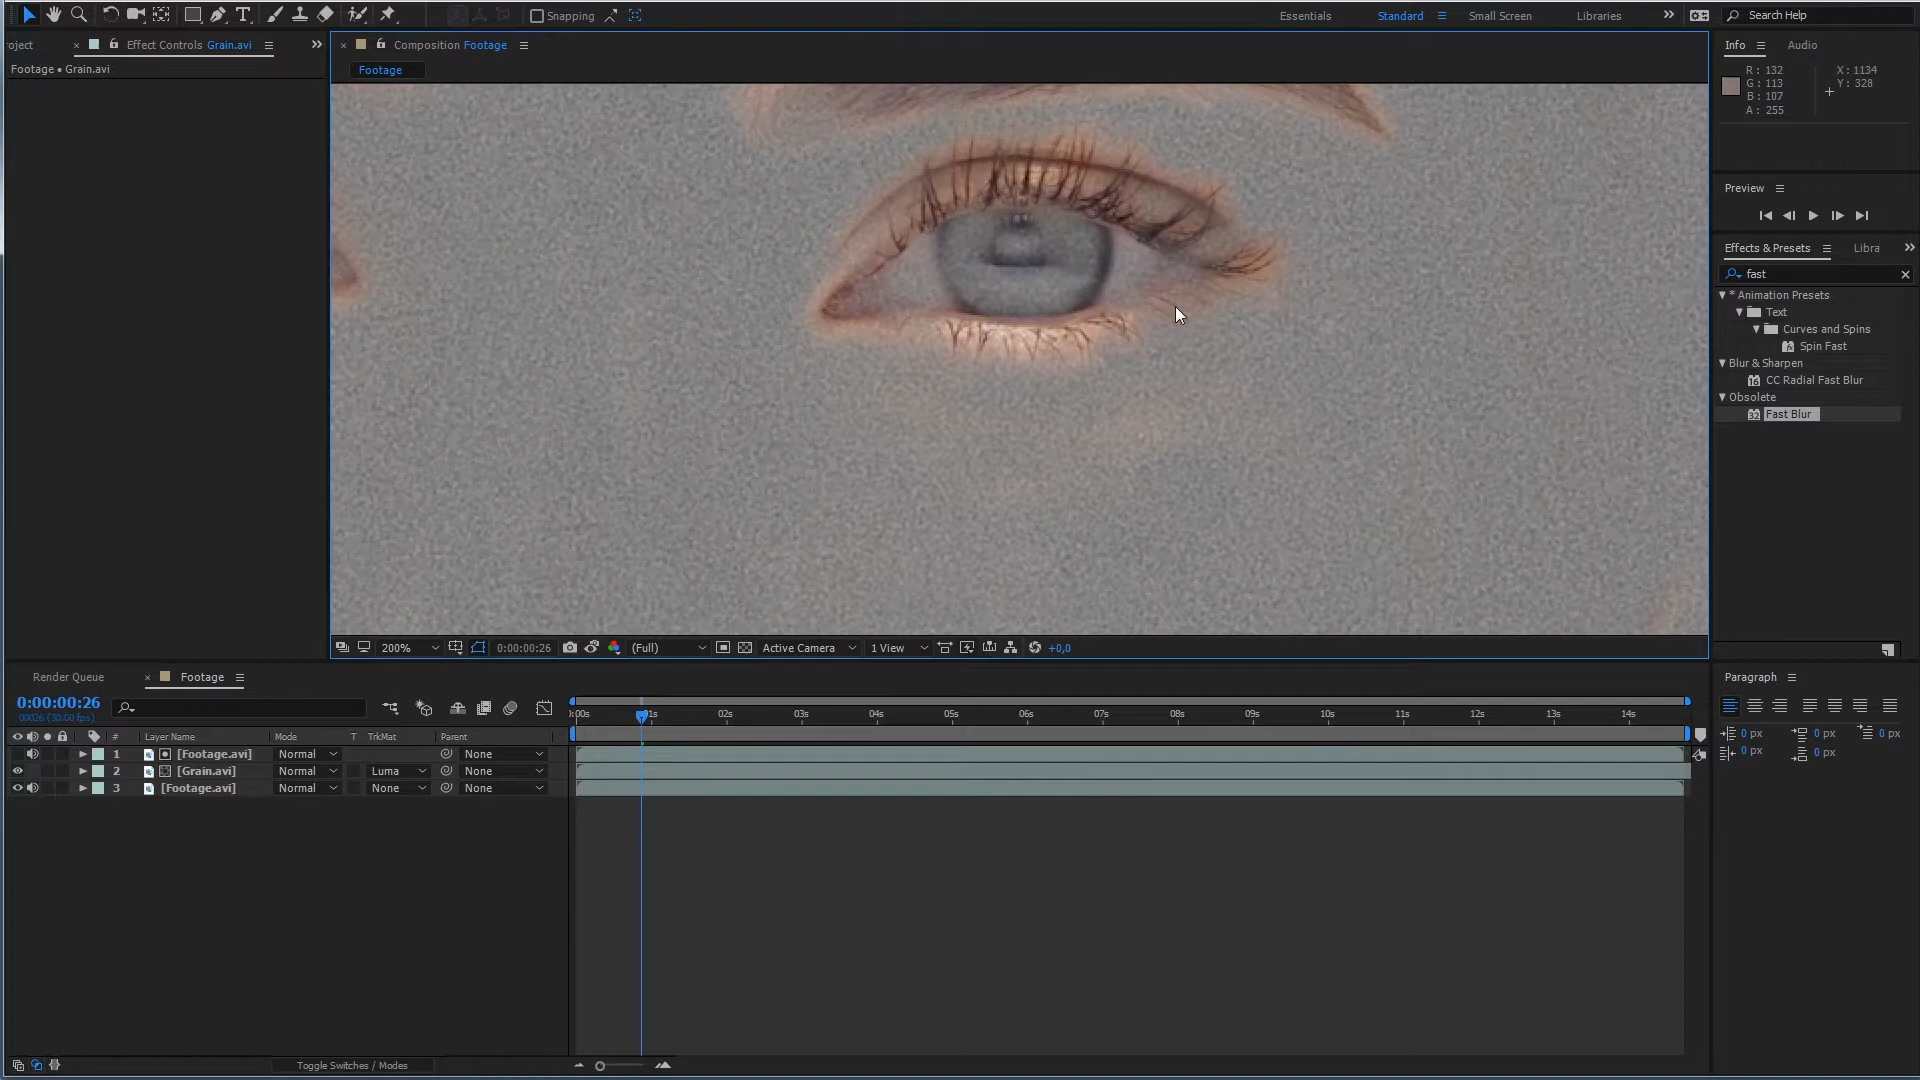 Snapping
Essentials
Standard
Small Screen
Libraries
Search Help
roject
Effect Controls Grain.avi
Composition Footage
Info
Audio
Footage • Grain.avi
Footage
R : 132
G : 113
B : 107
A : 255
X : 1134
Y : 328
Preview
Effects & Presets
Libra
fast
* Animation Presets
Text
Curves and Spins
Spin Fast
Blur & Sharpen
CC Radial Fast Blur
Obsolete
Fast Blur
200%
0:00:00:26
(Full)
Active Camera
1 View
+0,0
Render Queue
Footage
Paragraph
0:00:00:26
00026 (30.00 fps)
):00s
01s
02s
03s
04s
05s
06s
07s
08s
09s
10s
11s
12s
13s
14s
#
Layer Name
Mode
T
TrkMat
Parent
1
[Footage.avi]
Normal
None
2
[Grain.avi]
Normal
Luma
None
3
[Footage.avi]
Normal
None
None
0 px
0 px
0 px
0 px
0 px
Toggle Switches / Modes